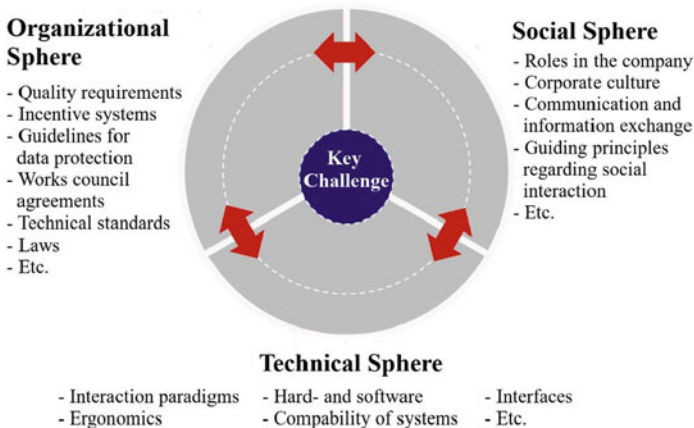 Organizational
Sphere
- Quality requirements
- Incentive systems
- Guidelines for
data protection
- Works council
agreements
- Technical standards
- Laws
- Etc.
Key
Challenge
Social Sphere
- Roles in the company
- Corporate culture
- Communication and
information exchange
- Guiding principles
regarding social
interaction
- Etc.
Technical Sphere
- Interaction paradigms - Hard- and software - Interfaces
- Ergonomics - Compability of systems - Etc.